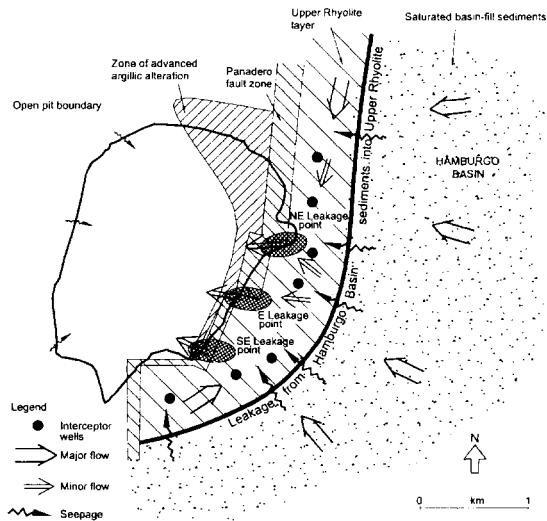 Upper Rhyolite
layer
Saturated basin-fill sediments
Zone of advanced
argillic alteration
Panadero
fault zone
Open pit boundary
HAMBURGO
BASIN
NE Leakage
point
E Leakage
point
SE Leakage
point
Leakage from Hamburgo Basin sediments into Upper Rhyolite
Legend
Interceptor
wells
Major flow
Minor flow
Seepage
N
0 km 1